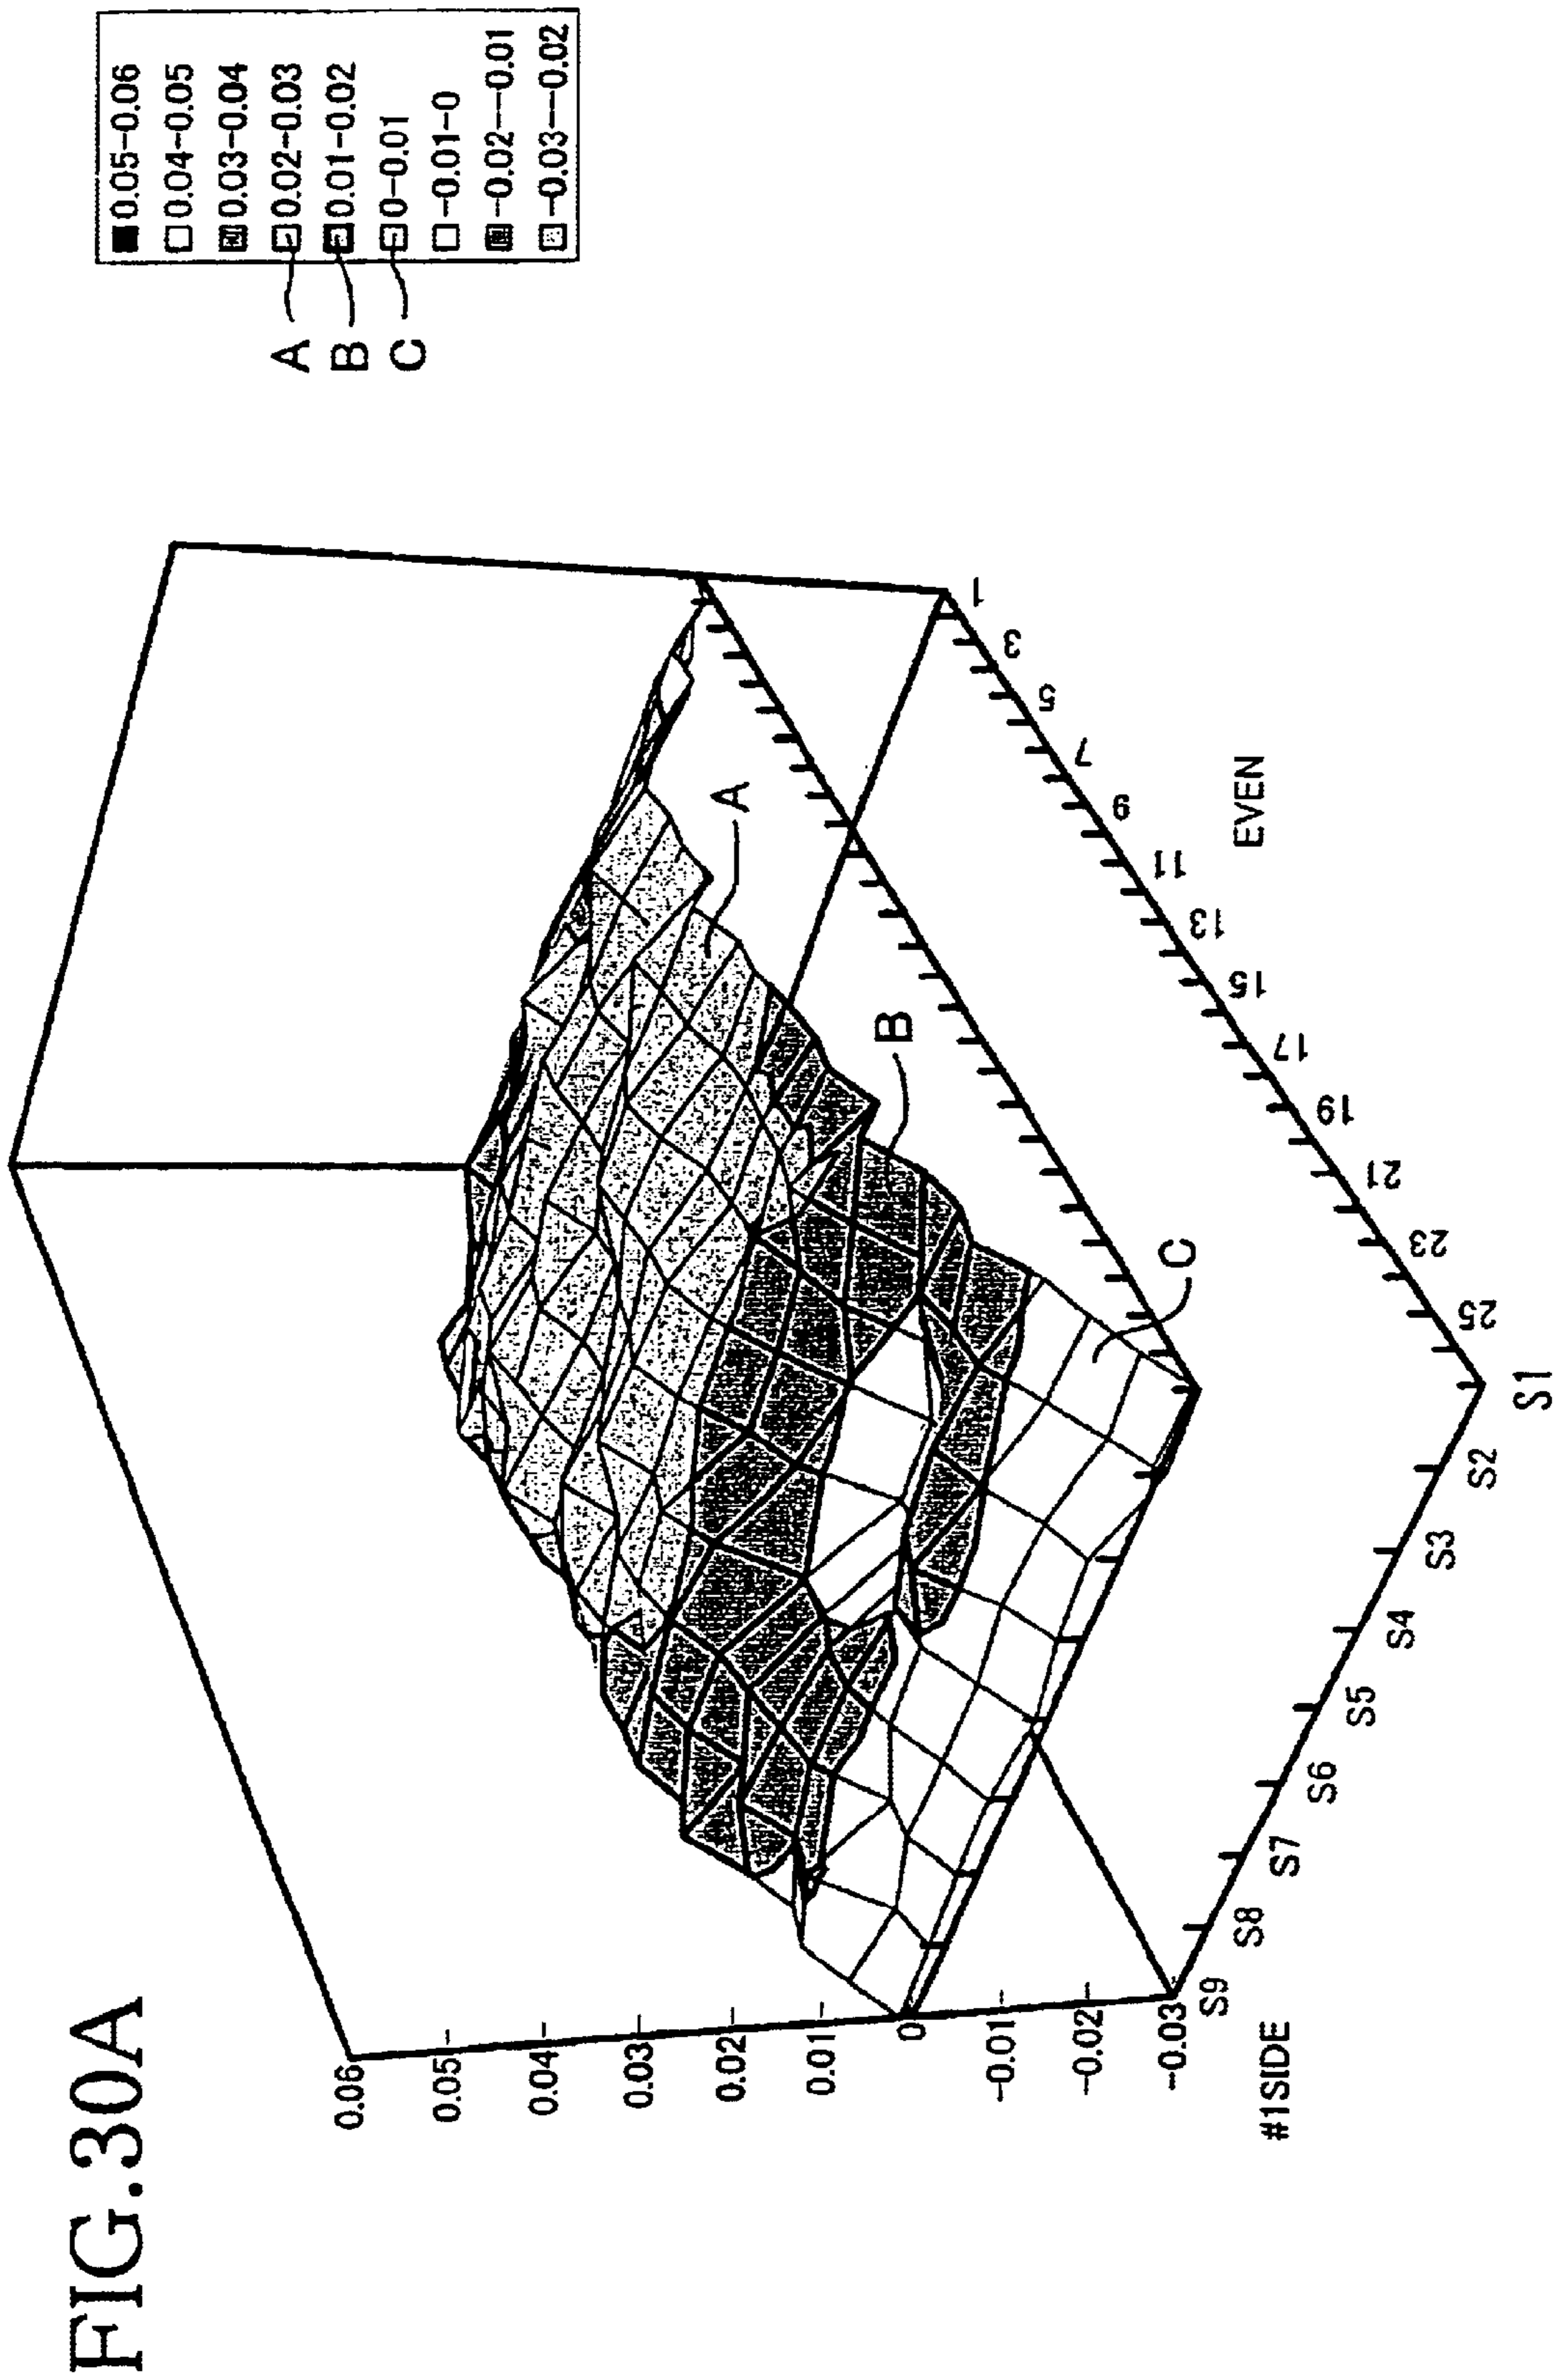 FIG.30A
0.05-0.06
0.04-0.05
0.03-0.04
0.02-0.03
0.01-0.02
0-0.01
-0.01-0
-0.02--0.01
-0.03--0.02
A
B
C
0.06
0.05
0.04
0.03
0.02
0.01
0
-0.01
-0.02
-0.03
#1SIDE
S9
S8
S7
S6
S5
S4
S3
S2
S1
25
23
21
19
17
15
13
11
9
7
5
3
1
EVEN
A
B
C